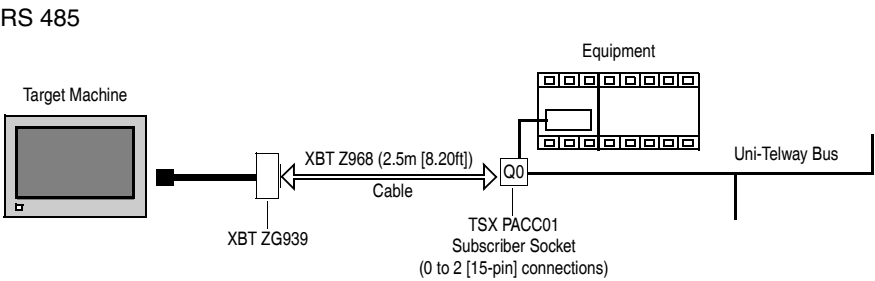 RS 485
Equipment
Target Machine
XBT Z968 (2.5m [8.20ft])
Cable
Q0
Uni-Telway Bus
XBT ZG939
TSX PACC01
Subscriber Socket
(0 to 2 [15-pin] connections)